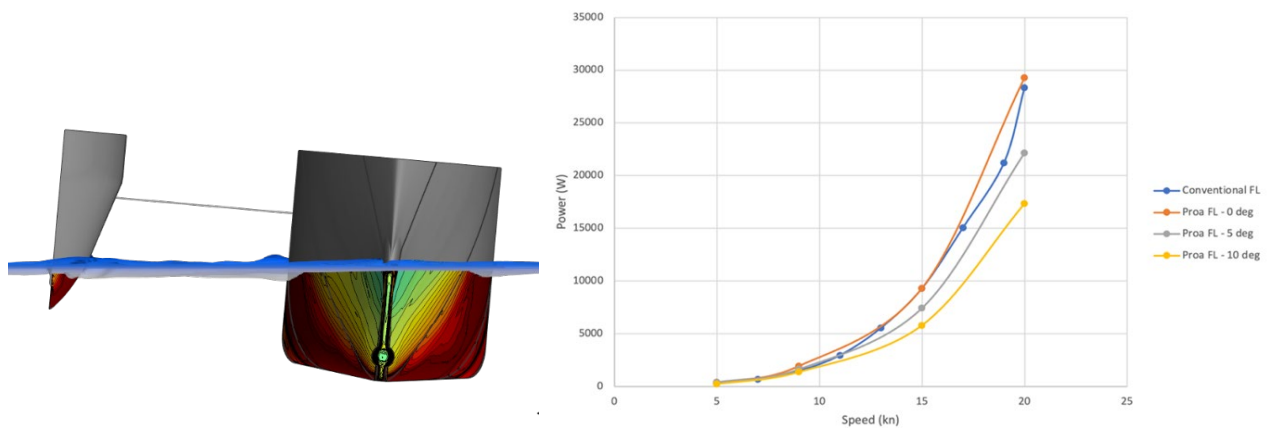 35000
30000
25000
20000
15000
10000
5000
0
Power (W)
0 5 10 15 20 25
Speed (kn)
Conventional FL
Proa FL - 0 deg
Proa FL - 5 deg
Proa FL - 10 deg